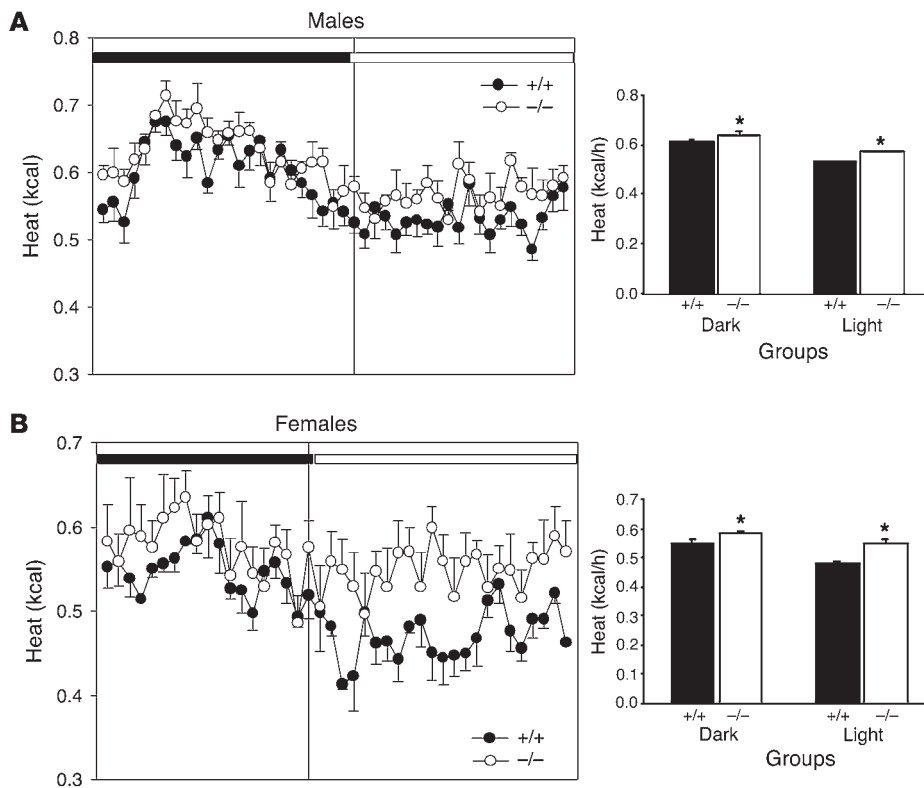 A
Males
0.8
0.7
0.6
0.5
0.4
0.3
Heat (kcal)
+/+
−/−
0.8
0.6
0.4
0.2
0.0
Heat (kcal/h)
*
*
+/+ −/− +/+ −/−
Dark Light
Groups
B
Females
0.7
0.6
0.5
0.4
0.3
Heat (kcal)
+/+
−/−
0.7
0.6
0.5
0.4
0.3
0.2
0.1
0.0
Heat (kcal/h)
*
*
+/+ −/− +/+ −/−
Dark Light
Groups